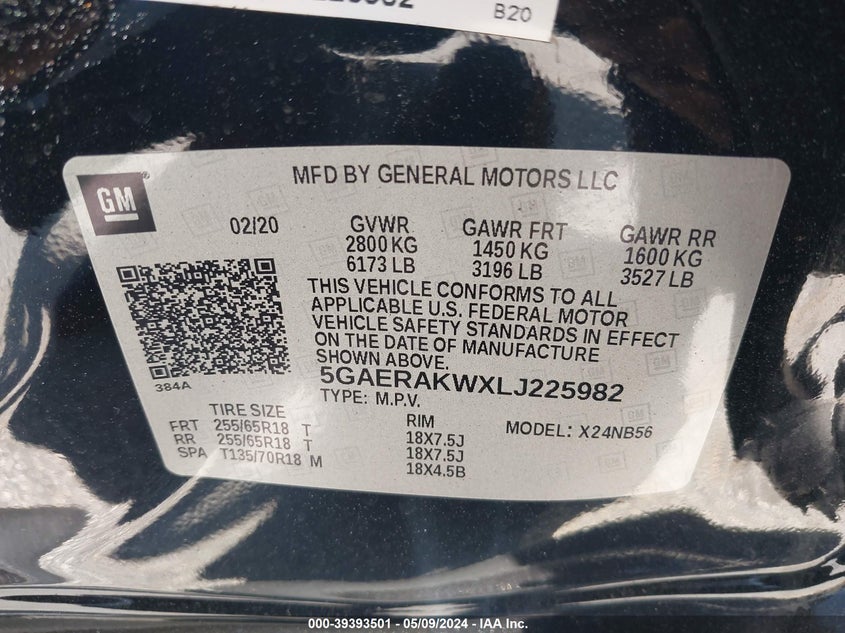 B20
GM
MFD BY GENERAL MOTORS LLC
02/20
GVWR
2800 KG
6173 LB
GAWR FRT
1450 KG
3196 LB
GAWR RR
1600 KG
3527 LB
THIS VEHICLE CONFORMS TO ALL
APPLICABLE U.S. FEDERAL MOTOR
VEHICLE SAFETY STANDARDS IN EFFECT
ON THE DATE OF MANUFACTURE
SHOWN ABOVE.
384A
5GAERAKWXLJ225982
TYPE: M.P.V.
MODEL: X24NB56
TIRE SIZE RIM
FRT 255/65R18 T 18X7.5J
RR 255/65R18 T 18X7.5J
SPA T135/70R18 M 18X4.5B
000-39393501 - 05/09/2024 - IAA Inc.